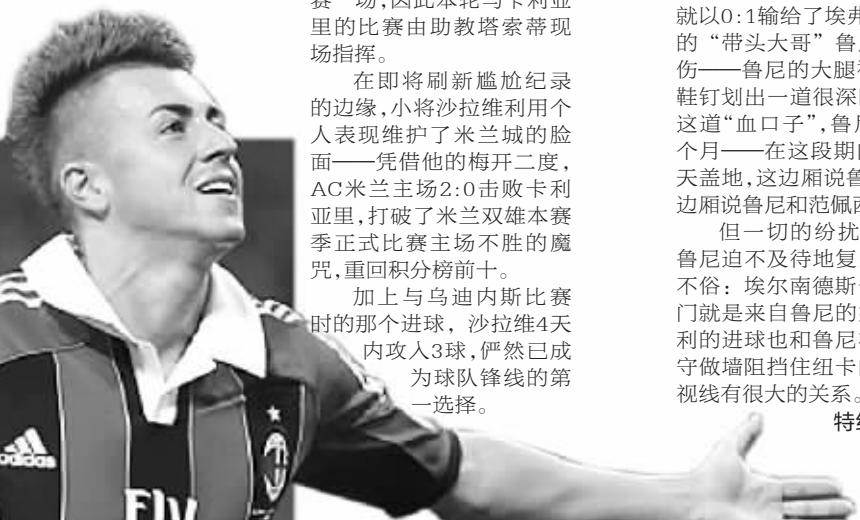 赛一场,因此本轮与卡利亚
里的比赛由助教塔索蒂现
场指挥。
在即将刷新尴尬纪录
的边缘,小将沙拉维利用个
人表现维护了米兰城的脸
面——凭借他的梅开二度,
AC米兰主场2:0击败卡利
亚里,打破了米兰双雄本赛
季正式比赛主场不胜的魔
咒,重回积分榜前十。
加上与乌迪内斯比赛
时的那个进球,沙拉维4天
内攻入3球,俨然已成
为球队锋线的第
一选择。
就以0:1输给了埃弗
的“带头大哥”鲁
伤——鲁尼的大腿
鞋钉划出一道很深
这道“血口子”,鲁
个月——在这段期
天盖地,这边厢说鲁
边厢说鲁尼和范佩
但一切的纷扰
鲁尼迫不及待地复
不俗:埃尔南德斯
门就是来自鲁尼的
利的进球也和鲁尼
守做墙阻挡住纽卡
视线有很大的关系。
特
adidas
Fly